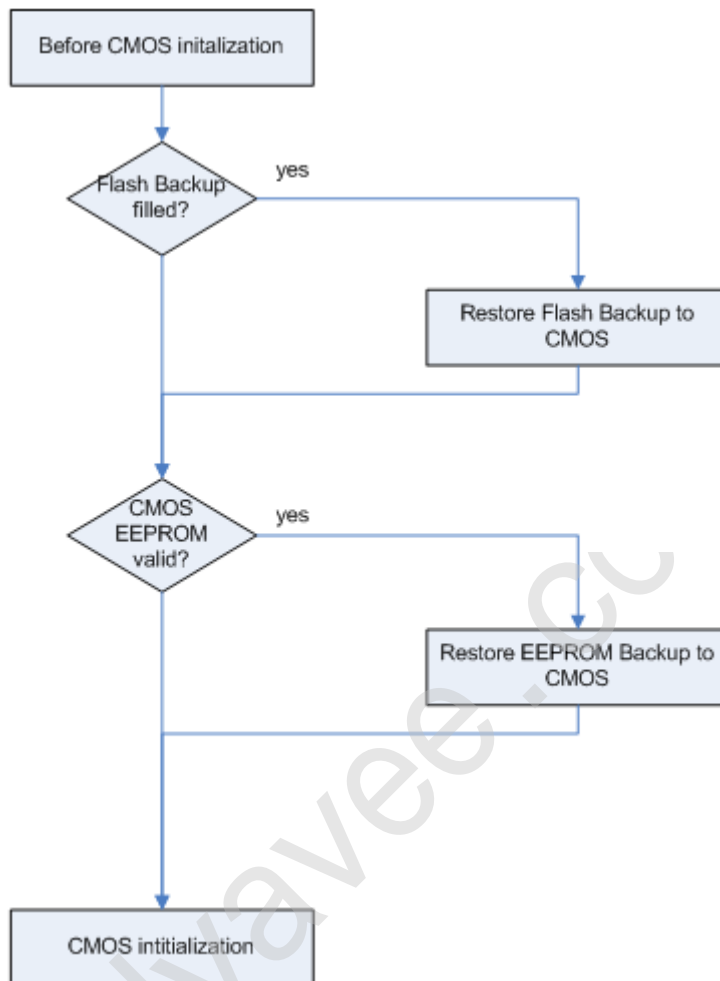 Before CMOS initalization
Flash Backup
filled?
yes
Restore Flash Backup to
CMOS
CMOS
EEPROM
valid?
yes
Restore EEPROM Backup to
CMOS
CMOS intitialization